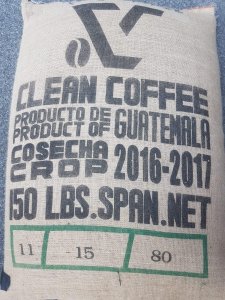 CLEAN COFFEE
PRODUCTO DE
PRODUCT OF GUATEMALA
COSECHA
CROP 2016-2017
150 LBS.SPAN.NET
11 - 15 80